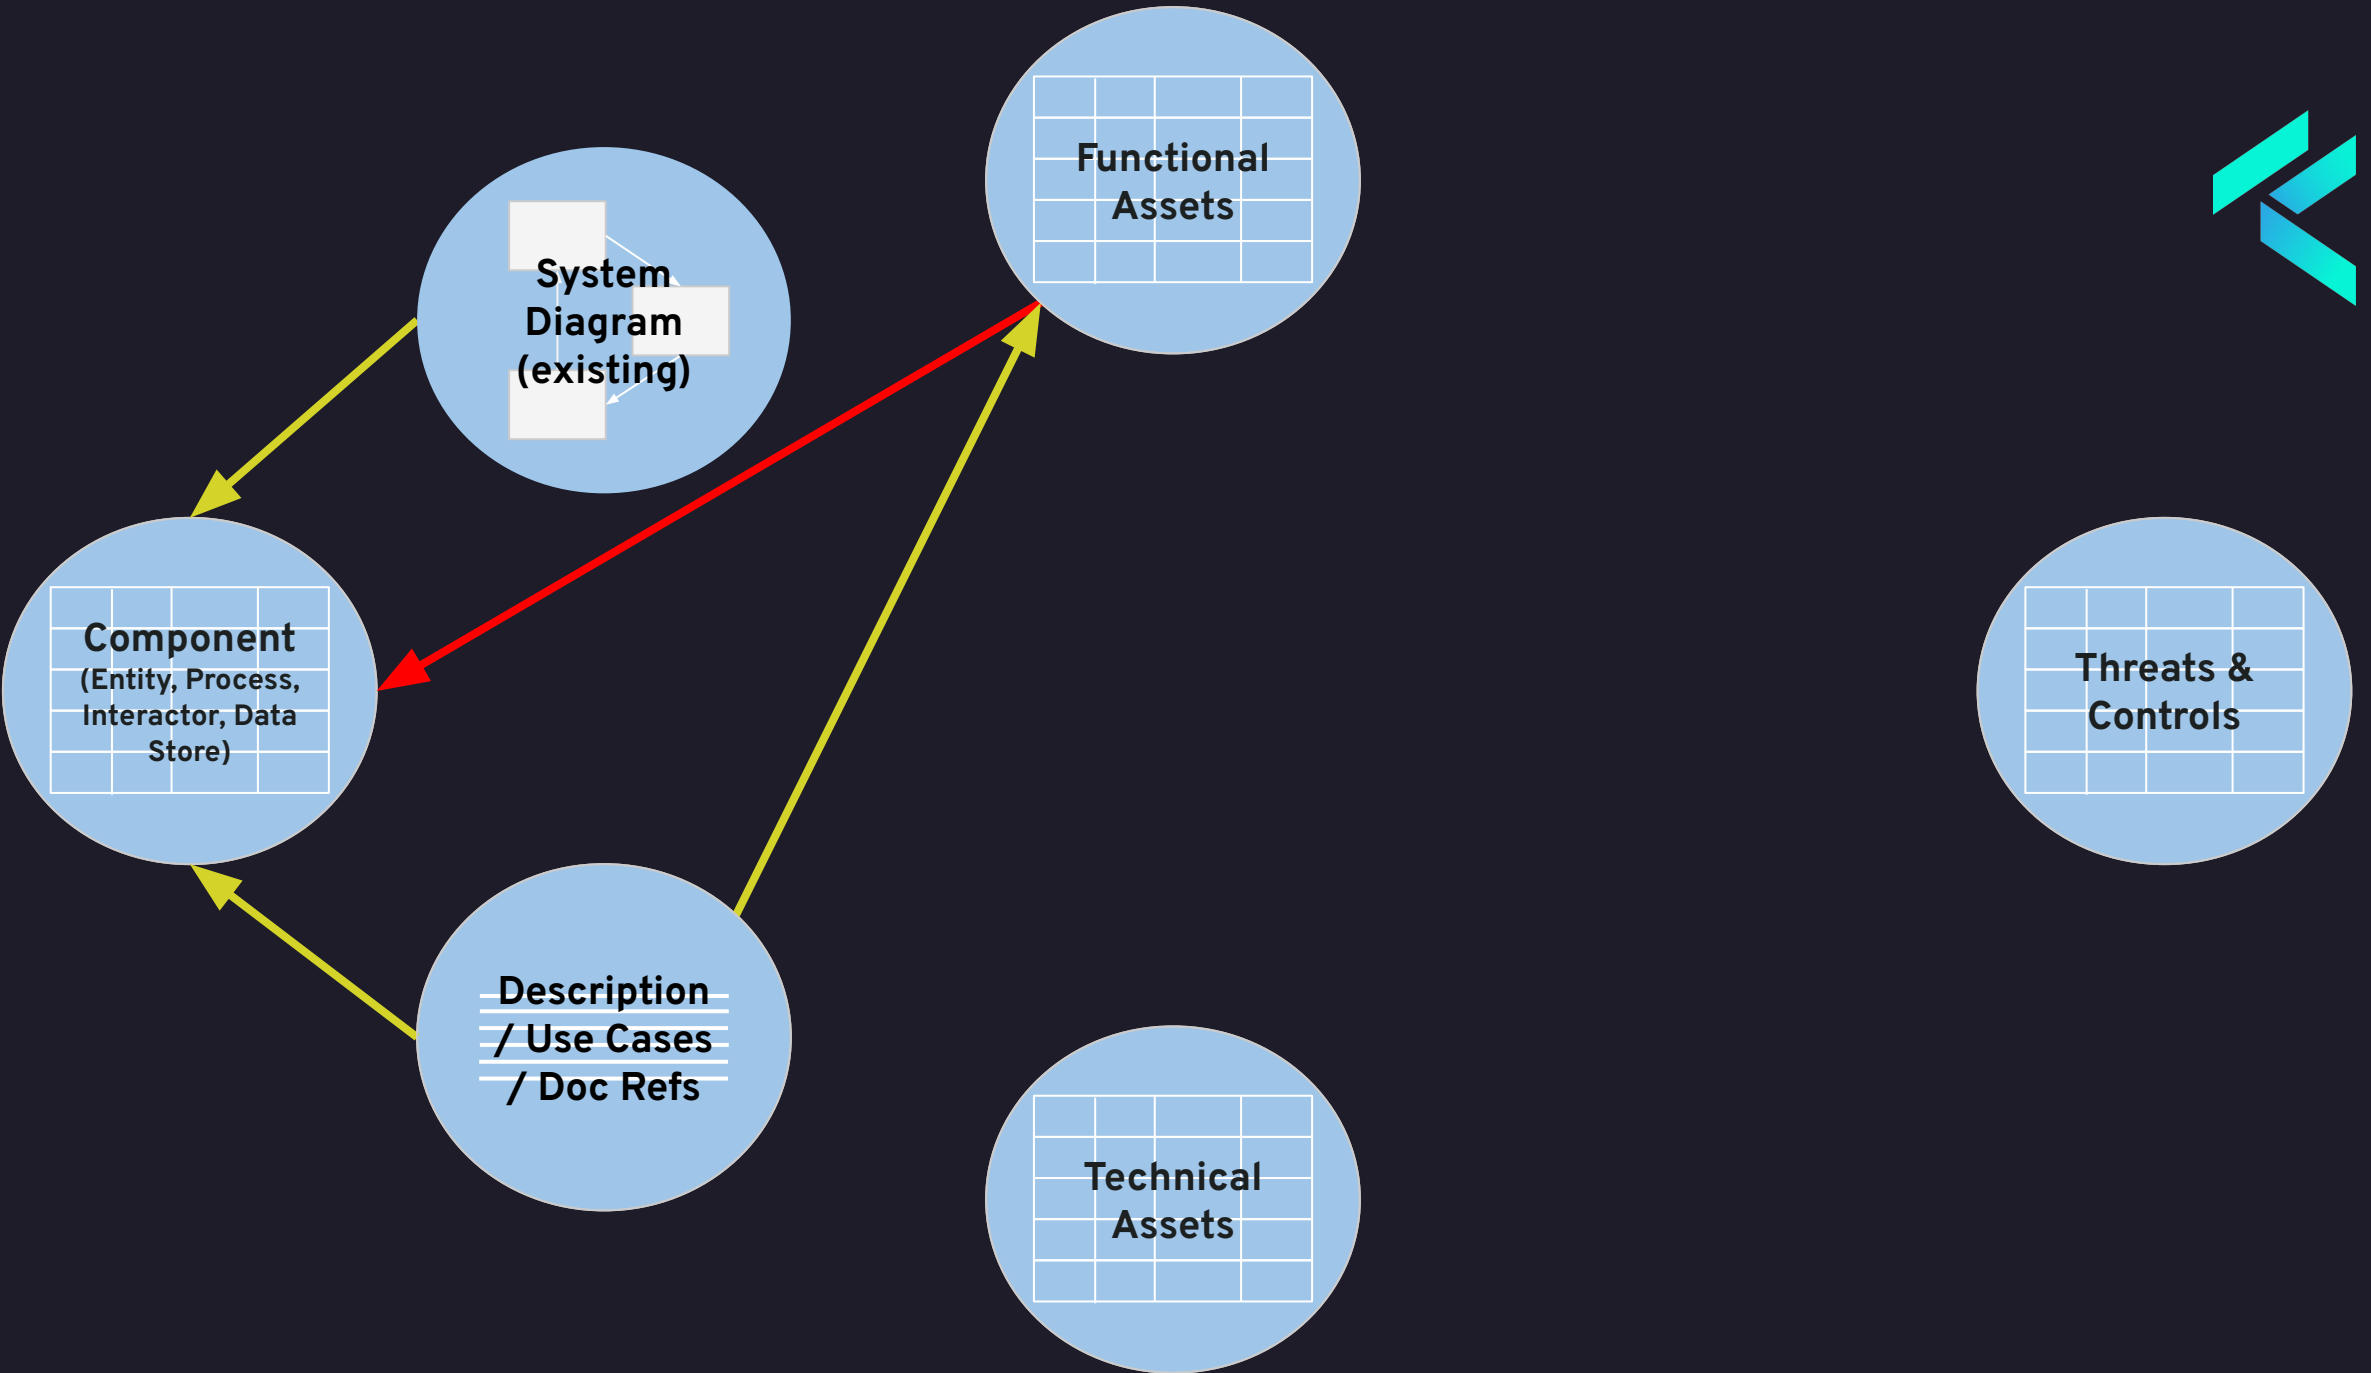 Functional
Assets
System
Diagram
(existing)
Component
(Entity, Process,
Interactor, Data
Store)
Threats &
Controls
Description
/ Use Cases
/ Doc Refs
Technical
Assets